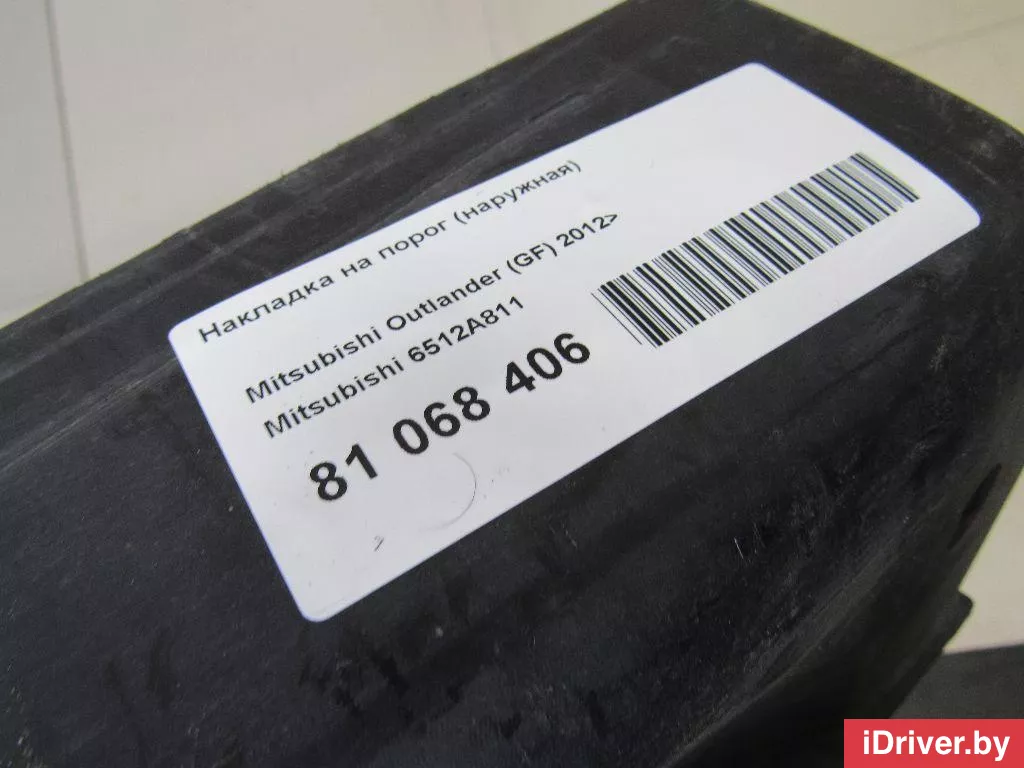 Накладка на порог (наружная)
Mitsubishi Outlander (GF) 2012>
Mitsubishi 6512A811
81 068 406
iDriver.by